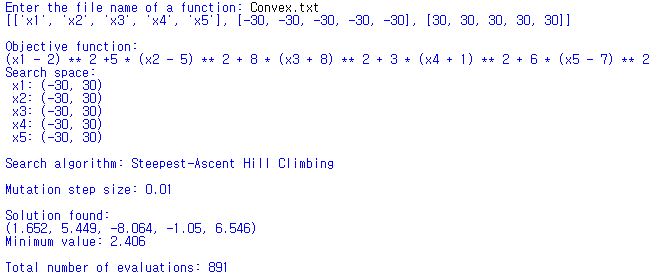 Enter the file name of a function: Convex.txt
[['x1', 'x2', 'x3', 'x4', 'x5'], [-30, -30, -30, -30, -30], [30, 30, 30, 30, 30]]
Objective function:
(x1 - 2) ** 2 +5 * (x2 - 5) ** 2 + 8 * (x3 + 8) ** 2 + 3 * (x4 + 1) ** 2 + 6 * (x5 - 7) ** 2
Search space:
x1: (-30, 30)
x2: (-30, 30)
x3: (-30, 30)
x4: (-30, 30)
x5: (-30, 30)
Search algorithm: Steepest-Ascent Hill Climbing
Mutation step size: 0.01
Solution found:
(1.652, 5.449, -8.064, -1.05, 6.546)
Minimum value: 2.406
Total number of evaluations: 891